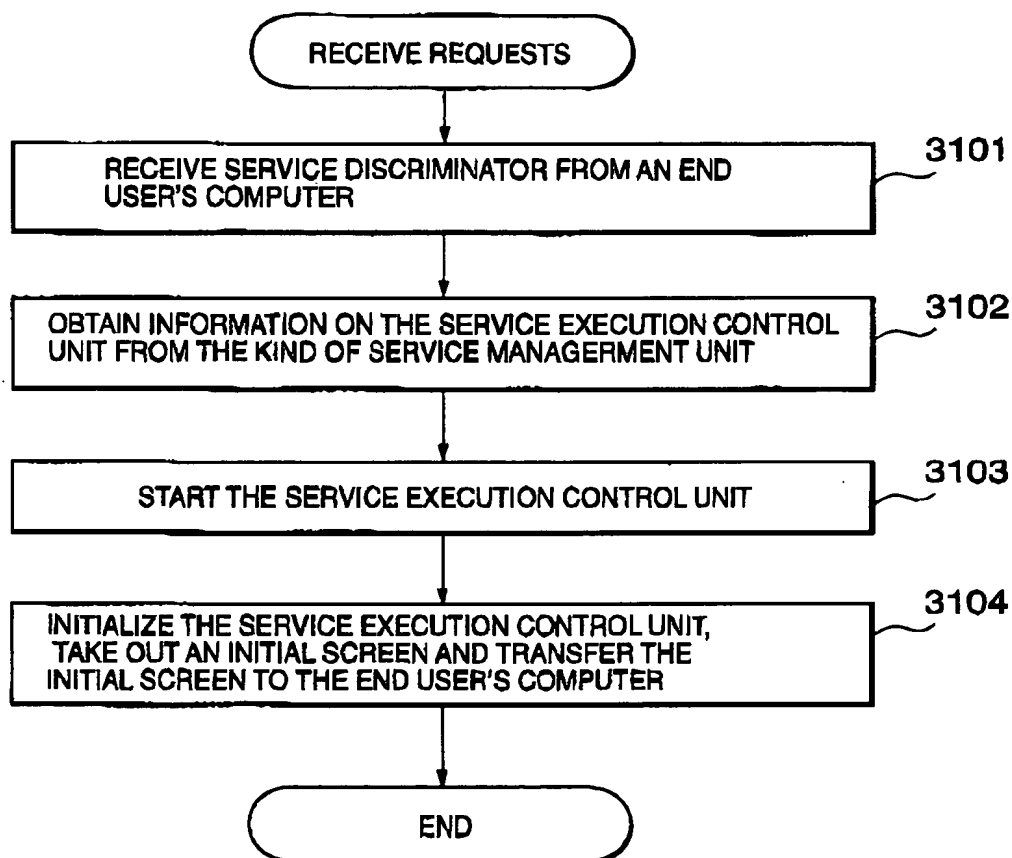 RECEIVE REQUESTS
3101
RECEIVE SERVICE DISCRIMINATOR FROM AN END
USER'S COMPUTER
3102
OBTAIN INFORMATION ON THE SERVICE EXECUTION CONTROL
UNIT FROM THE KIND OF SERVICE MANAGERMENT UNIT
3103
START THE SERVICE EXECUTION CONTROL UNIT
3104
INITIALIZE THE SERVICE EXECUTION CONTROL UNIT,
TAKE OUT AN INITIAL SCREEN AND TRANSFER THE
INITIAL SCREEN TO THE END USER'S COMPUTER
END